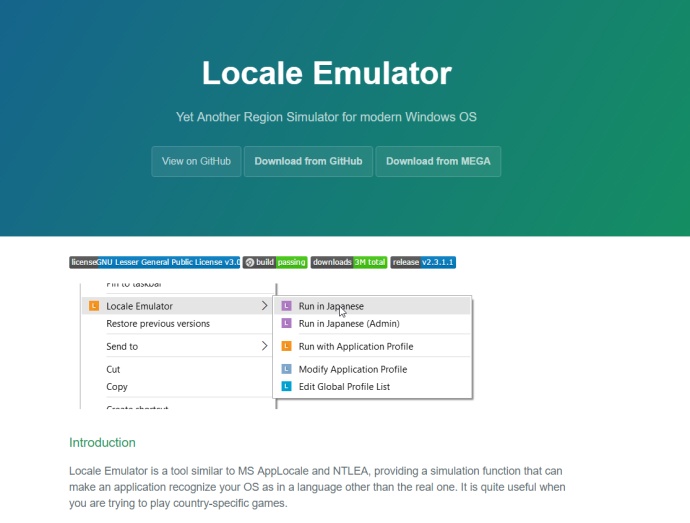 Locale Emulator
Yet Another Region Simulator for modern Windows OS
View on GitHub
Download from GitHub
Download from MEGA
license GNU Lesser General Public License v3.0
build passing
downloads 3M total
release v2.3.1.1
Pin to taskbar
Locale Emulator
Restore previous versions
Send to
Cut
Copy
Create shortcut
Run in Japanese
Run in Japanese (Admin)
Run with Application Profile
Modify Application Profile
Edit Global Profile List
Introduction
Locale Emulator is a tool similar to MS AppLocale and NTLEA, providing a simulation function that can
make an application recognize your OS as in a language other than the real one. It is quite useful when
you are trying to play country-specific games.